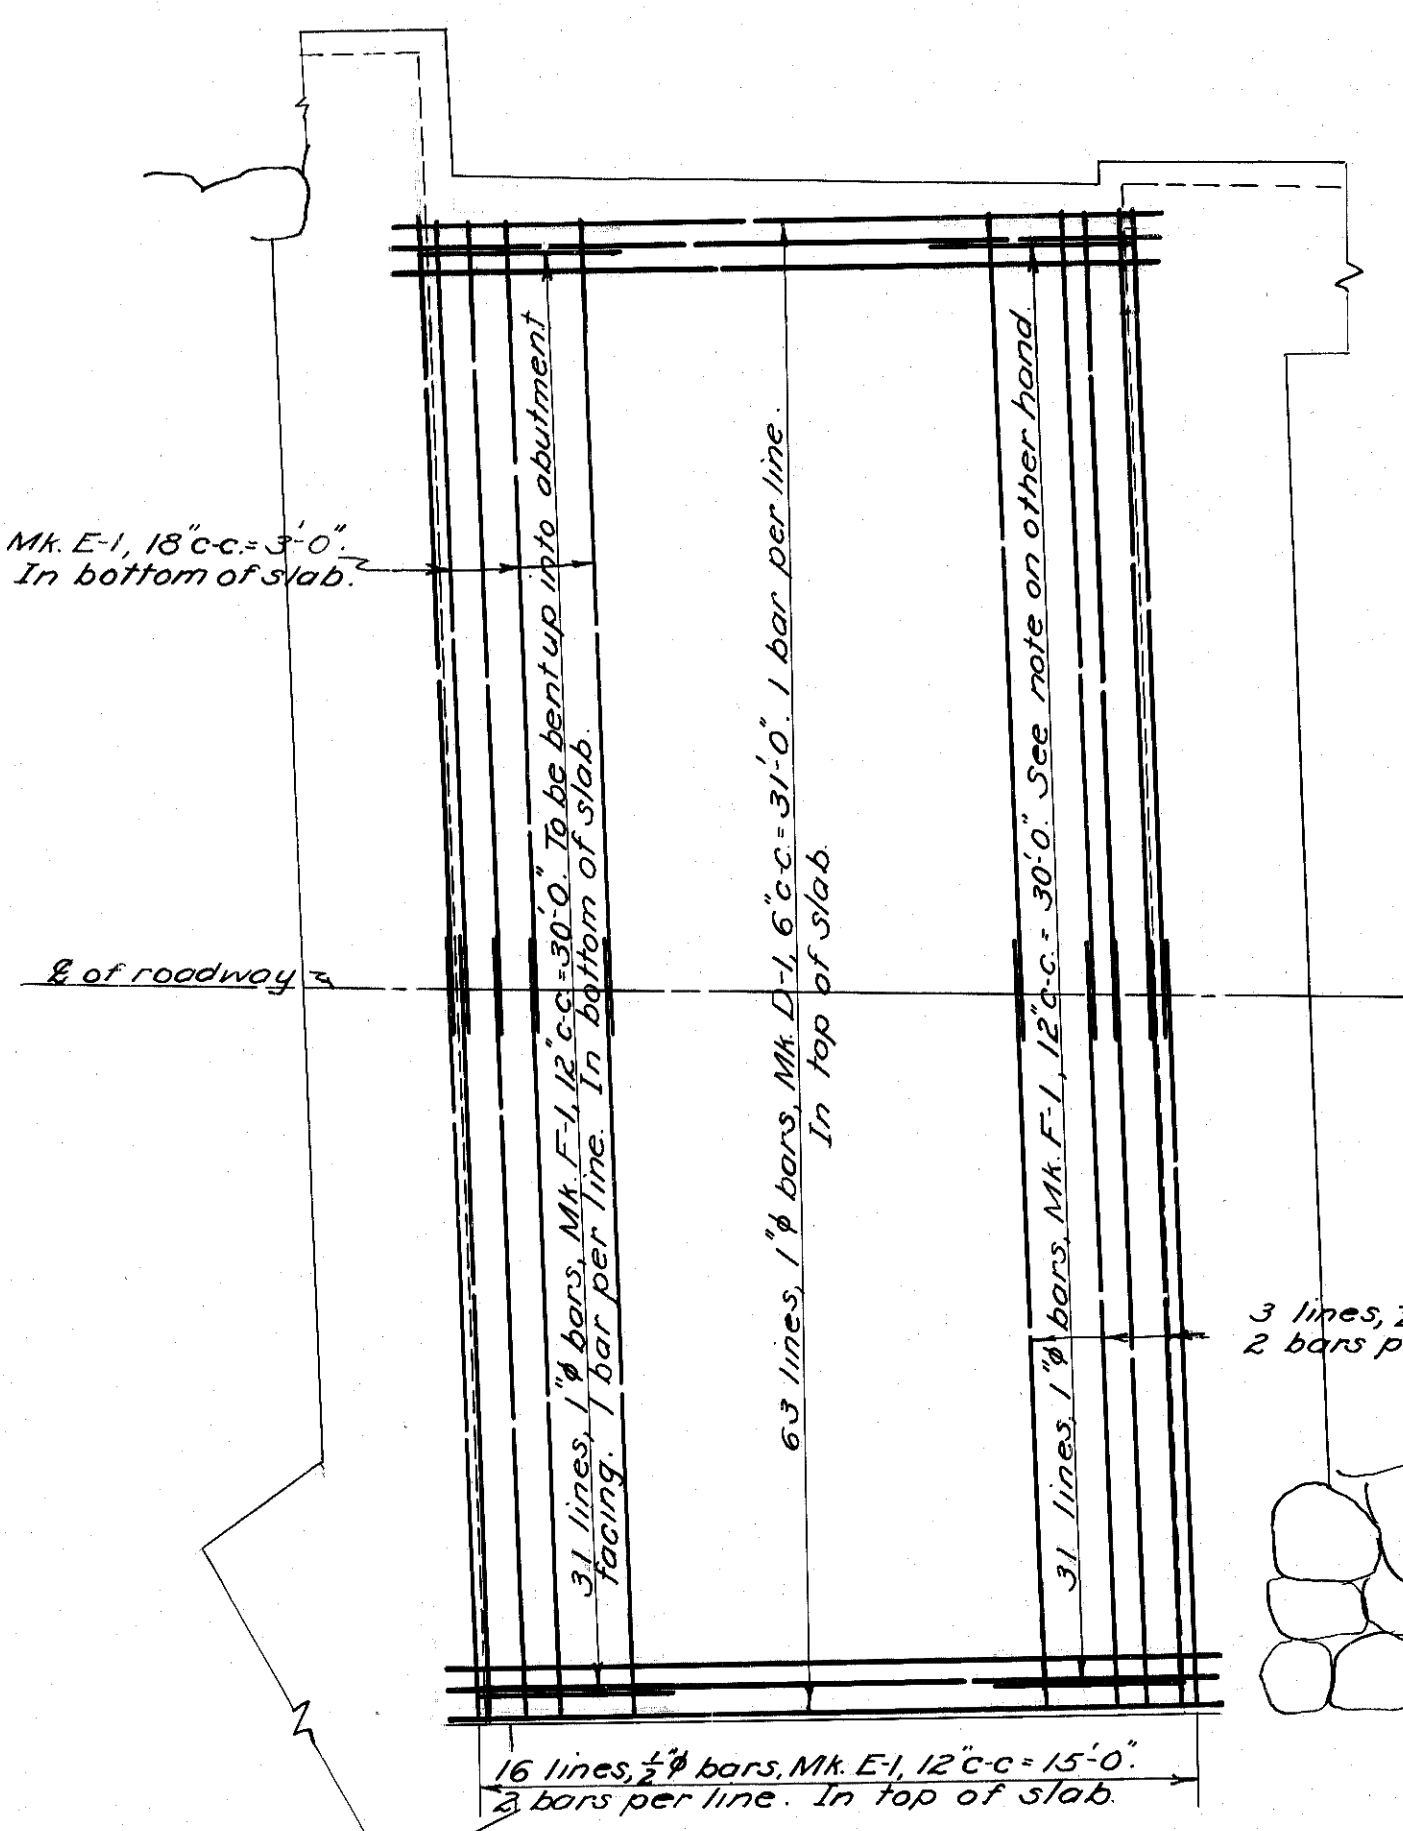 Mk. E-1, 18"c-c.=3'-0".
In bottom of slab.
31 lines, 1"ϕ bars, Mk. F-1, 12"c-c.=30'-0". To be bent up into abutment
facing. 1 bar per line. In bottom of slab.
63 lines, 1"ϕ bars, Mk. D-1, 6"c-c.=31'-0". 1 bar per line.
In top of slab.
31 lines, 1"ϕ bars, Mk. F-1, 12"c-c.=30'-0". See note on other hand.
℄ of roadway
3 lines,
2 bars p
16 lines, 1/2"ϕ bars, Mk. E-1, 12"c-c=15'-0".
2 bars per line. In top of slab.